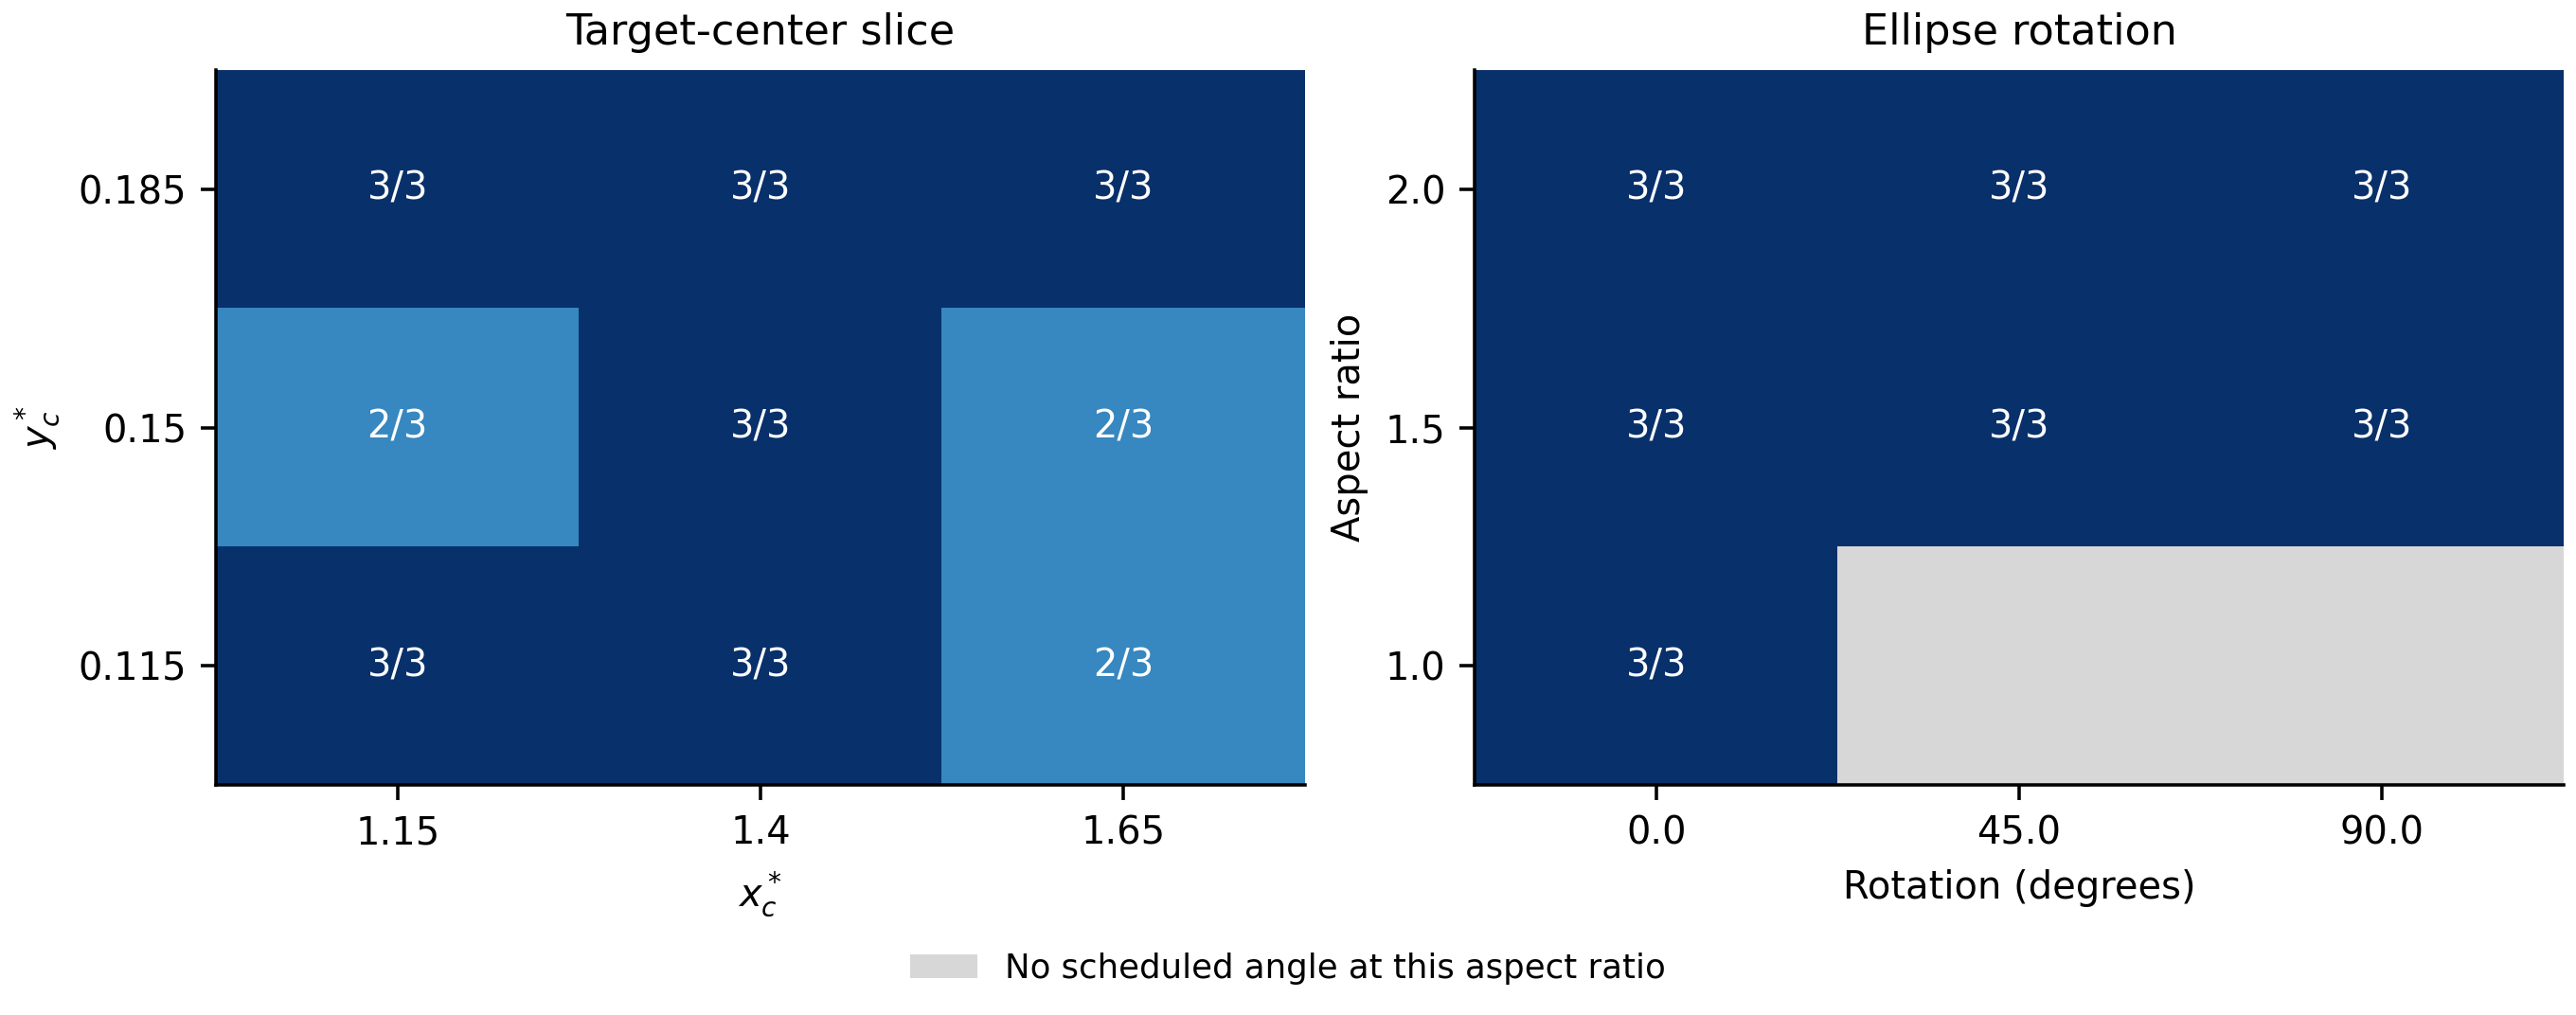 Target-center slice
Ellipse rotation
0.185
3/3 3/3 3/3
0.15
2/3 3/3 2/3
0.115
3/3 3/3 2/3
1.15 1.4 1.65
x_c^*
y_c^*
2.0
3/3 3/3 3/3
1.5
3/3 3/3 3/3
1.0
3/3
0.0 45.0 90.0
Rotation (degrees)
Aspect ratio
No scheduled angle at this aspect ratio